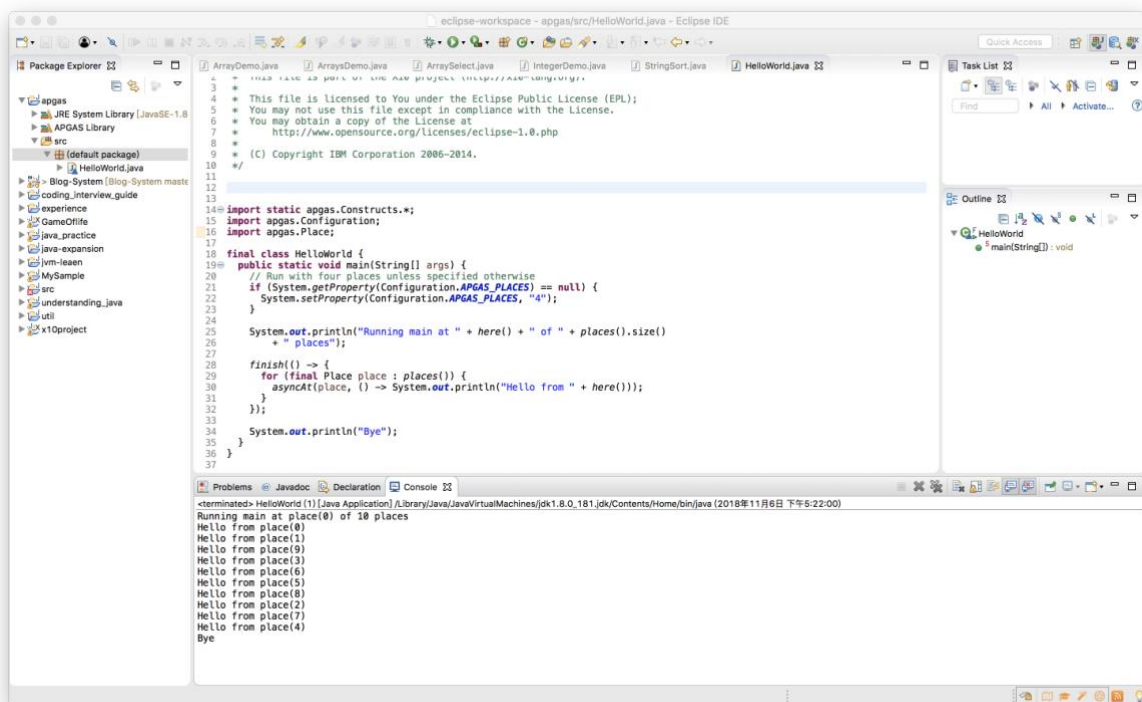 eclipse-workspace - apgas/src/HelloWorld.java - Eclipse IDE
Quick Access
Package Explorer
ArrayDemo.java
ArraysDemo.java
ArraySelect.java
IntegerDemo.java
StringSort.java
HelloWorld.java
Task List
apgas
JRE System Library [JavaSE-1.8
APGAS Library
src
(default package)
HelloWorld.java
> Blog-System [Blog-System maste
coding_interview_guide
experience
GameOflife
java_practice
java-expansion
jvm-leaen
MySample
src
understanding_java
util
x10project
2 * This file is part of the X10 project (http://x10-lang.org).
3 *
4 * This file is licensed to You under the Eclipse Public License (EPL);
5 * You may not use this file except in compliance with the License.
6 * You may obtain a copy of the License at
7 * http://www.opensource.org/licenses/eclipse-1.0.php
8 *
9 * (C) Copyright IBM Corporation 2006-2014.
10 */
11
12
13
14 import static apgas.Constructs.*;
15 import apgas.Configuration;
16 import apgas.Place;
17
18 final class HelloWorld {
19 public static void main(String[] args) {
20 // Run with four places unless specified otherwise
21 if (System.getProperty(Configuration.APGAS_PLACES) == null) {
22 System.setProperty(Configuration.APGAS_PLACES, "4");
23 }
24
25 System.out.println("Running main at " + here() + " of " + places().size()
26 + " places");
27
28 finish(() -> {
29 for (final Place place : places()) {
30 asyncAt(place, () -> System.out.println("Hello from " + here()));
31 }
32 });
33
34 System.out.println("Bye");
35 }
36 }
37
Find
All
Activate...
Outline
HelloWorld
main(String[]) : void
Problems
Javadoc
Declaration
Console
<terminated> HelloWorld (1) [Java Application] /Library/Java/JavaVirtualMachines/jdk1.8.0_181.jdk/Contents/Home/bin/java (2018年11月6日 下午5:22:00)
Running main at place(0) of 10 places
Hello from place(0)
Hello from place(1)
Hello from place(9)
Hello from place(3)
Hello from place(6)
Hello from place(5)
Hello from place(8)
Hello from place(2)
Hello from place(7)
Hello from place(4)
Bye